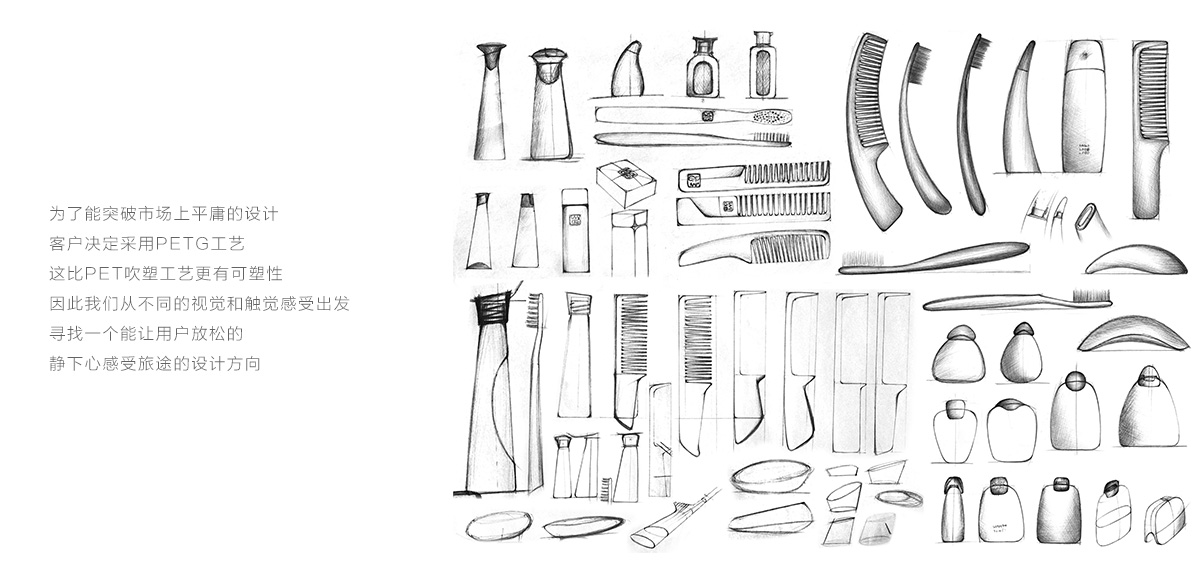 为了能突破市场上平庸的设计
客户决定采用PETG工艺
这比PET吹塑工艺更有可塑性
因此我们从不同的视觉和触觉感受出发
寻找一个能让用户放松的
静下心感受旅途的设计方向